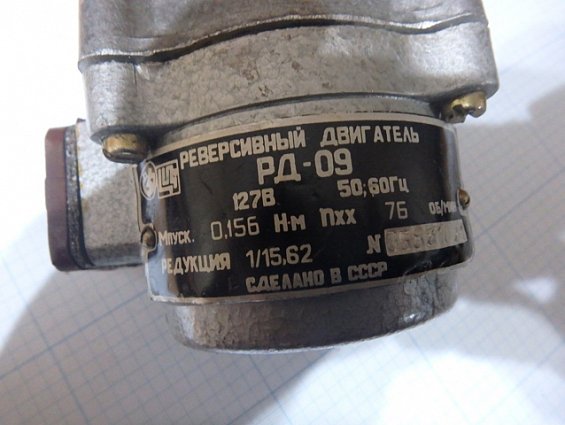 РЕВЕРСИВНЫЙ ДВИГАТЕЛЬ
РД-09
127В 50;60Гц
Мпуск. 0,156 Н·м nхх 76 ОБ/МИН
РЕДУКЦИЯ 1/15,62 N
СДЕЛАНО В СССР